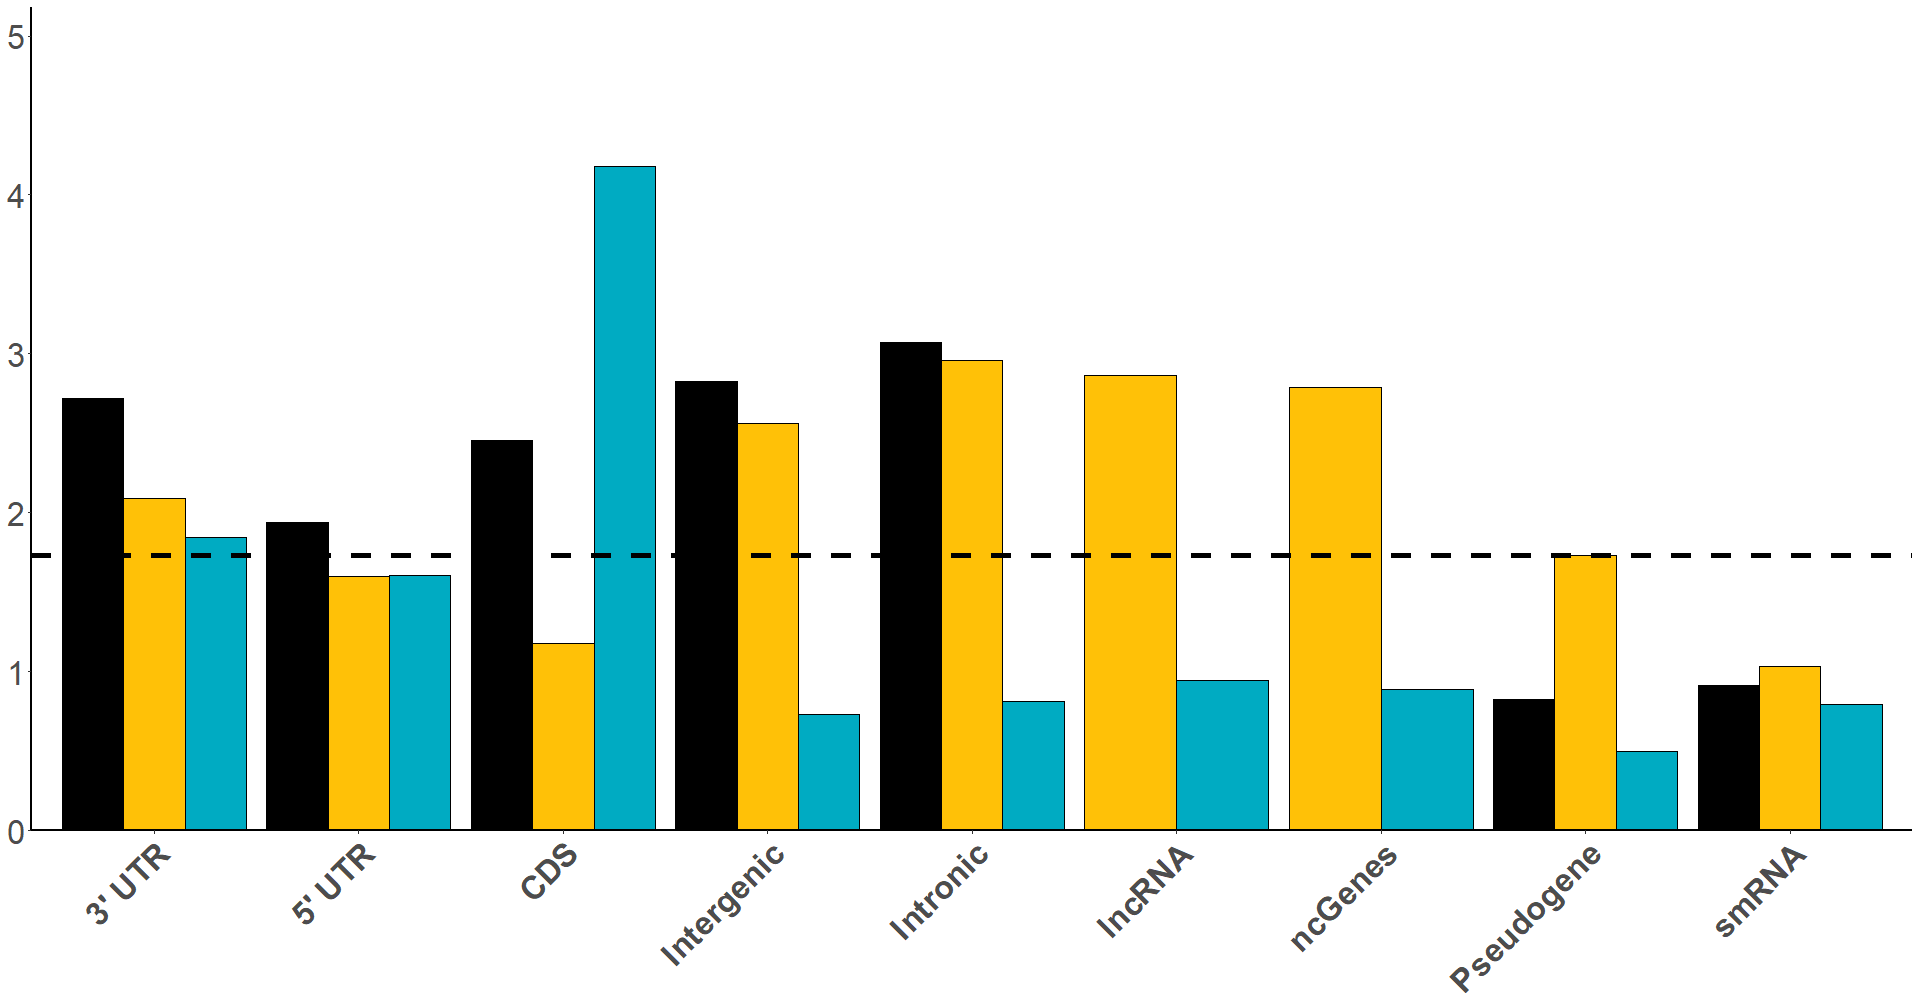 5
4
3
2
1
0
3' UTR
5' UTR
CDS
Intergenic
Intronic
lncRNA
ncGenes
Pseudogene
smRNA